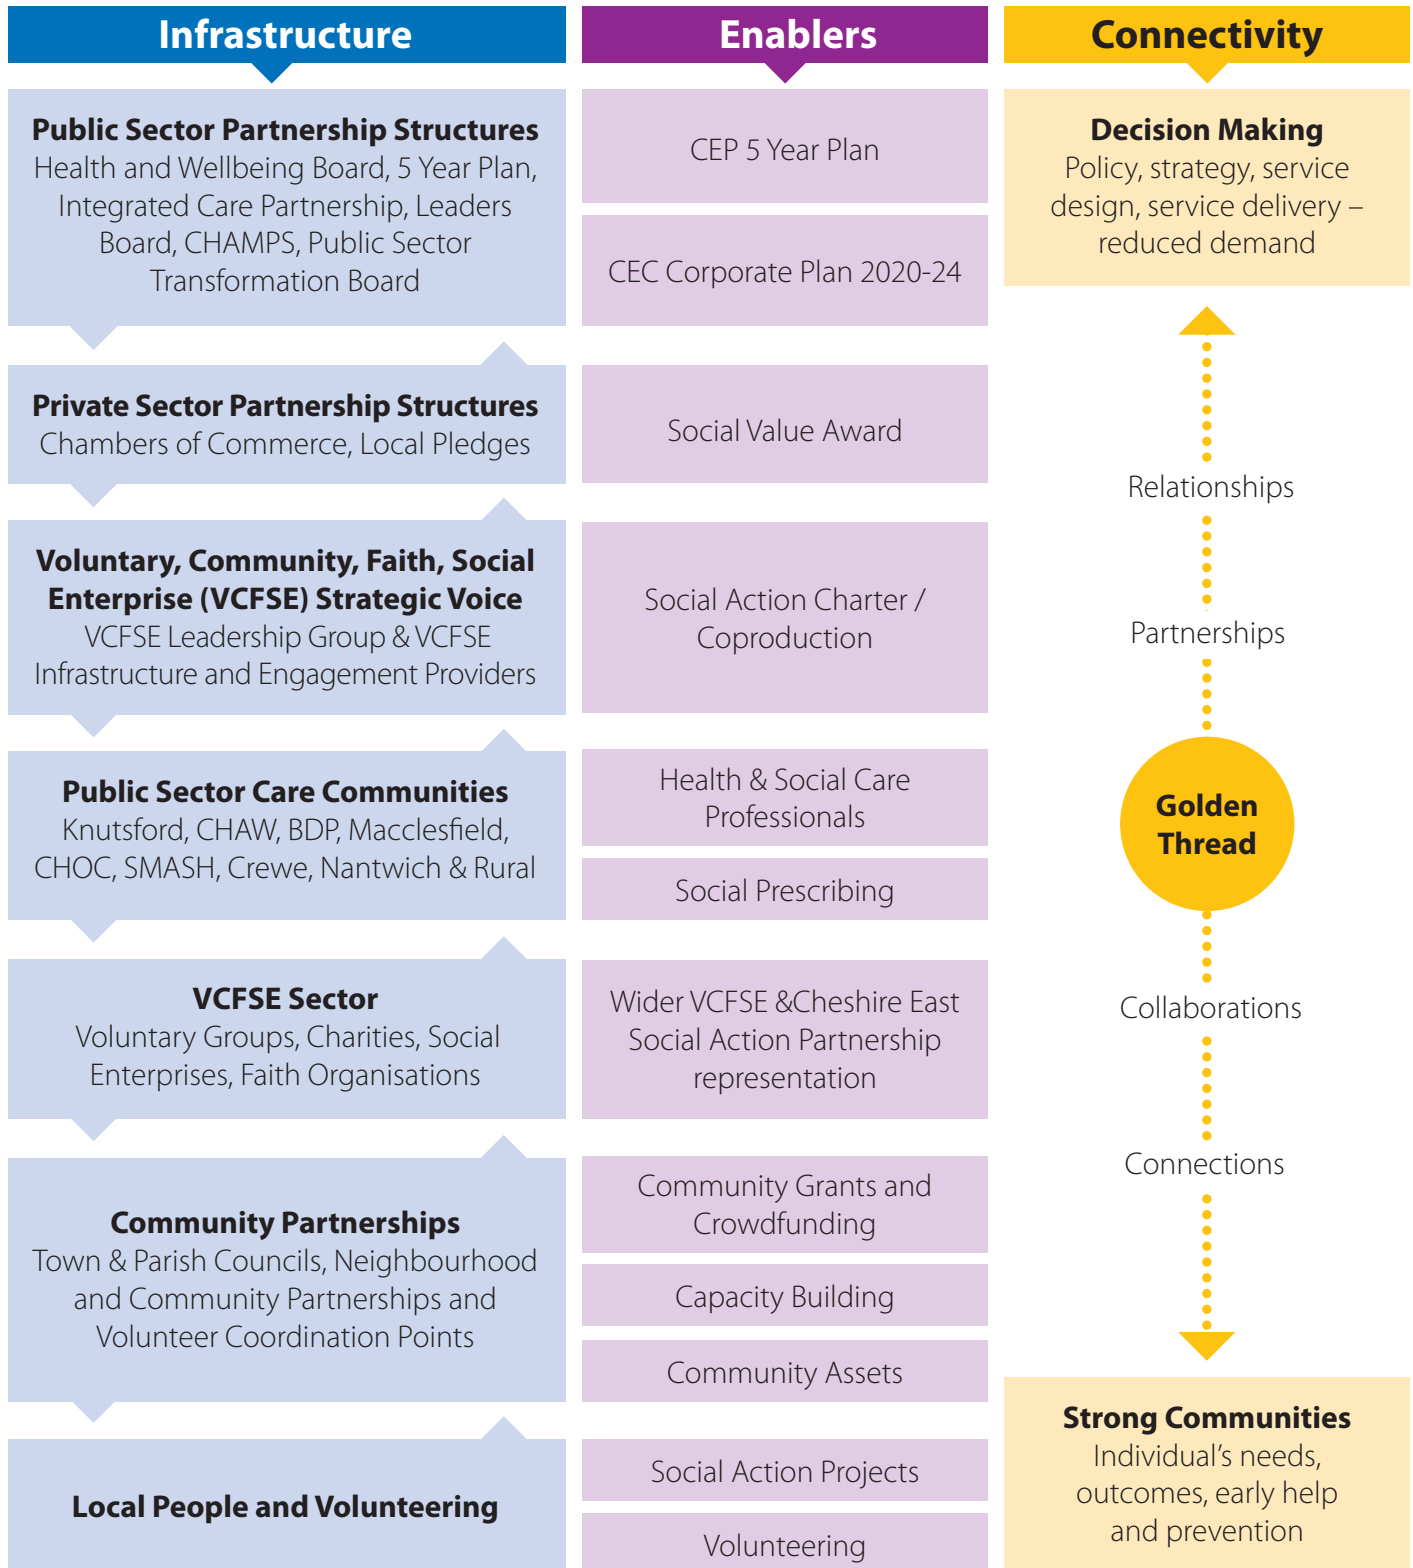 Infrastructure
Public Sector Partnership Structures
Health and Wellbeing Board, 5 Year Plan,
Integrated Care Partnership, Leaders
Board, CHAMPS, Public Sector
Transformation Board
Private Sector Partnership Structures
Chambers of Commerce, Local Pledges
Voluntary, Community, Faith, Social
Enterprise (VCFSE) Strategic Voice
VCFSE Leadership Group & VCFSE
Infrastructure and Engagement Providers
Public Sector Care Communities
Knutsford, CHAW, BDP, Macclesfield,
CHOC, SMASH, Crewe, Nantwich & Rural
VCFSE Sector
Voluntary Groups, Charities, Social
Enterprises, Faith Organisations
Community Partnerships
Town & Parish Councils, Neighbourhood
and Community Partnerships and
Volunteer Coordination Points
Local People and Volunteering
Enablers
CEP 5 Year Plan
CEC Corporate Plan 2020-24
Social Value Award
Social Action Charter /
Coproduction
Health & Social Care
Professionals
Social Prescribing
Wider VCFSE &Cheshire East
Social Action Partnership
representation
Community Grants and
Crowdfunding
Capacity Building
Community Assets
Social Action Projects
Volunteering
Connectivity
Decision Making
Policy, strategy, service
design, service delivery –
reduced demand
Relationships
Partnerships
Golden
Thread
Collaborations
Connections
Strong Communities
Individual’s needs,
outcomes, early help
and prevention